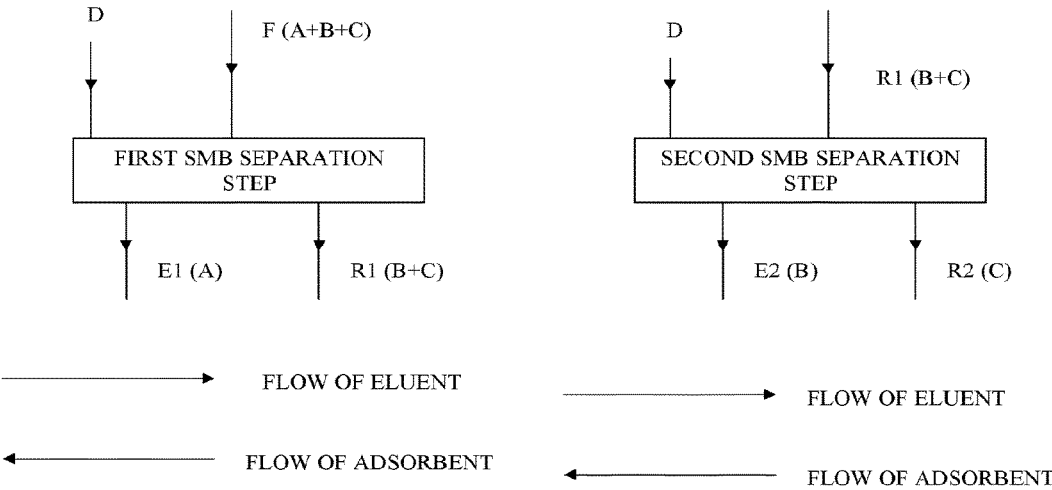 D
F (A+B+C)
FIRST SMB SEPARATION
STEP
E1 (A)
R1 (B+C)
FLOW OF ELUENT
FLOW OF ADSORBENT
D
R1 (B+C)
SECOND SMB SEPARATION
STEP
E2 (B)
R2 (C)
FLOW OF ELUENT
FLOW OF ADSORBENT